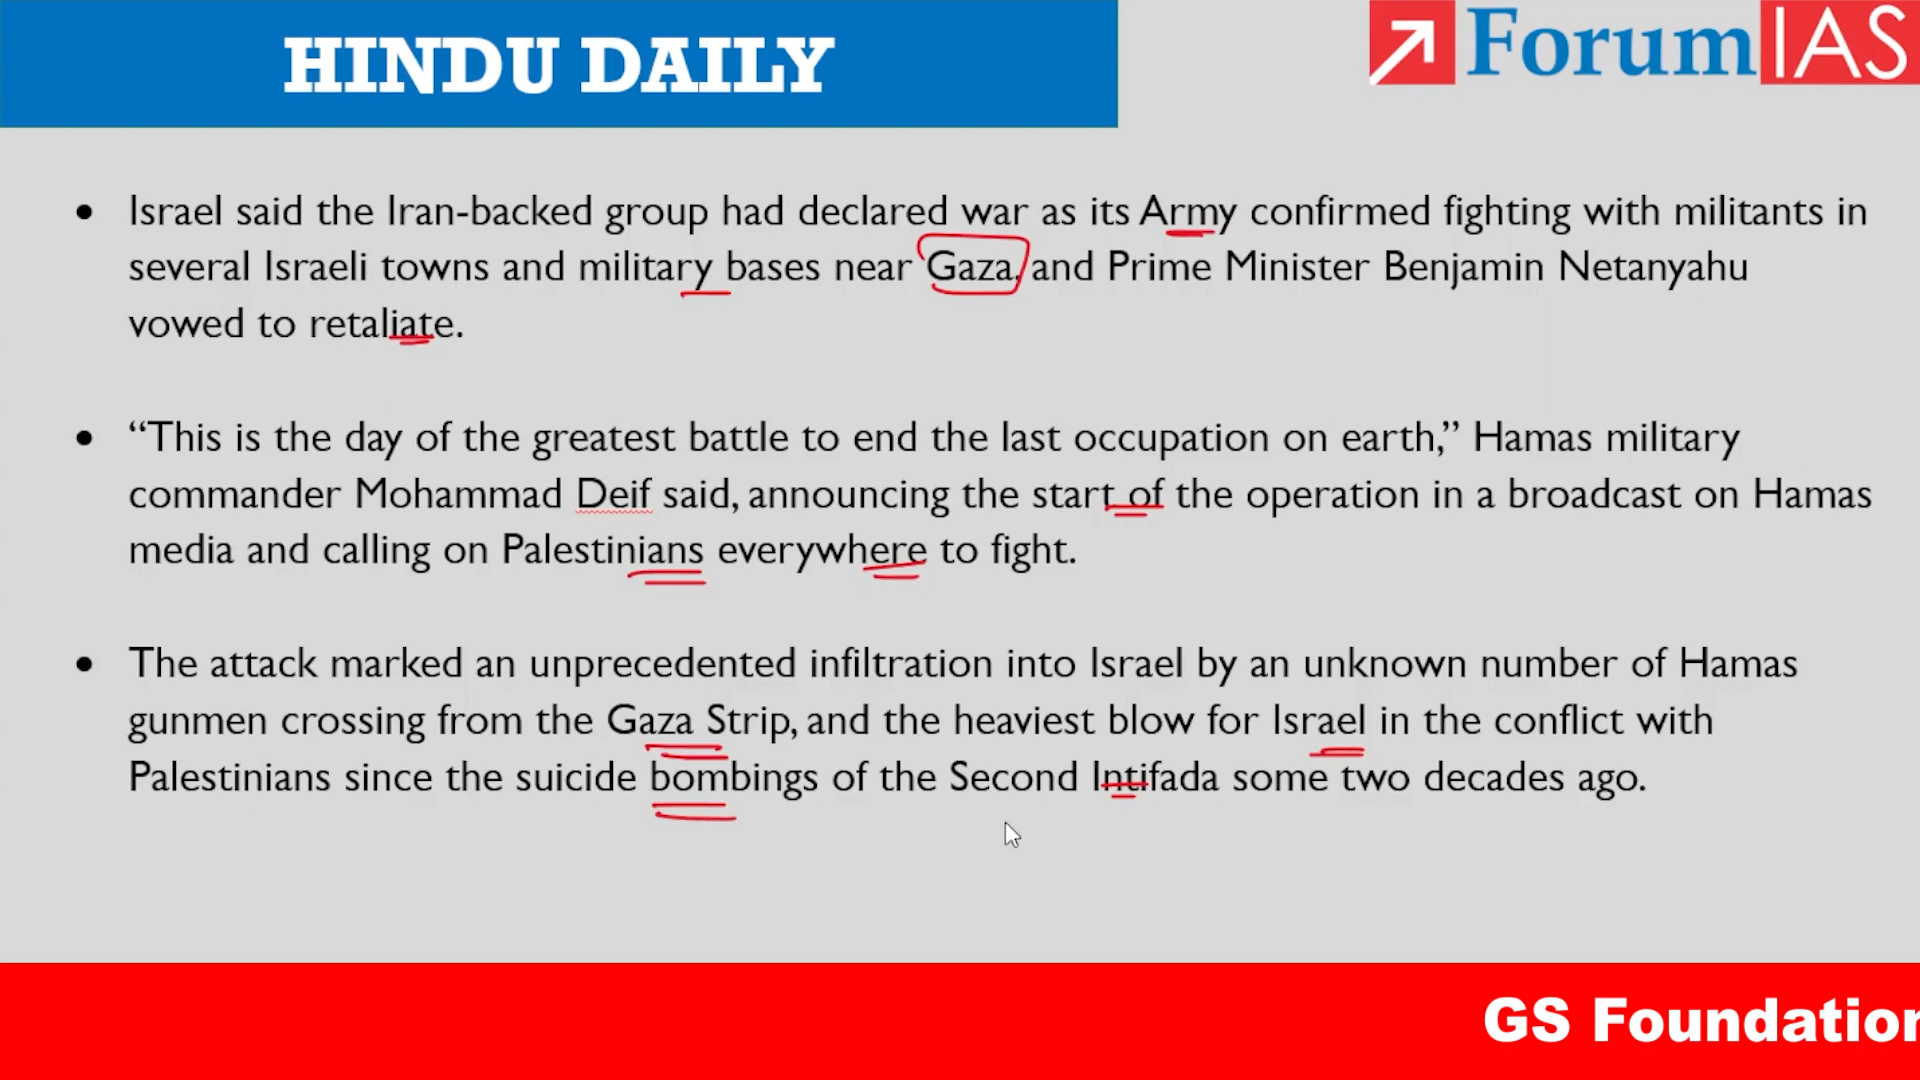 HINDU DAILY
ForumIAS
• Israel said the Iran-backed group had declared war as its Army confirmed fighting with militants in
several Israeli towns and military bases near Gaza, and Prime Minister Benjamin Netanyahu
vowed to retaliate.
• “This is the day of the greatest battle to end the last occupation on earth,” Hamas military
commander Mohammad Deif said, announcing the start of the operation in a broadcast on Hamas
media and calling on Palestinians everywhere to fight.
• The attack marked an unprecedented infiltration into Israel by an unknown number of Hamas
gunmen crossing from the Gaza Strip, and the heaviest blow for Israel in the conflict with
Palestinians since the suicide bombings of the Second Intifada some two decades ago.
GS Foundation